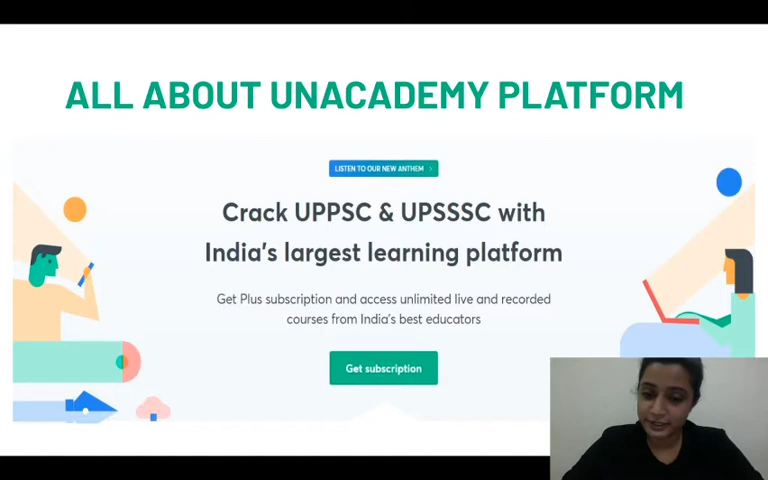 ALL ABOUT UNACADEMY PLATFORM
LISTEN TO OUR NEW ANTHEM >
Crack UPPSC & UPSSSC with
India's largest learning platform
Get Plus subscription and access unlimited live and recorded
courses from India's best educators
Get subscription